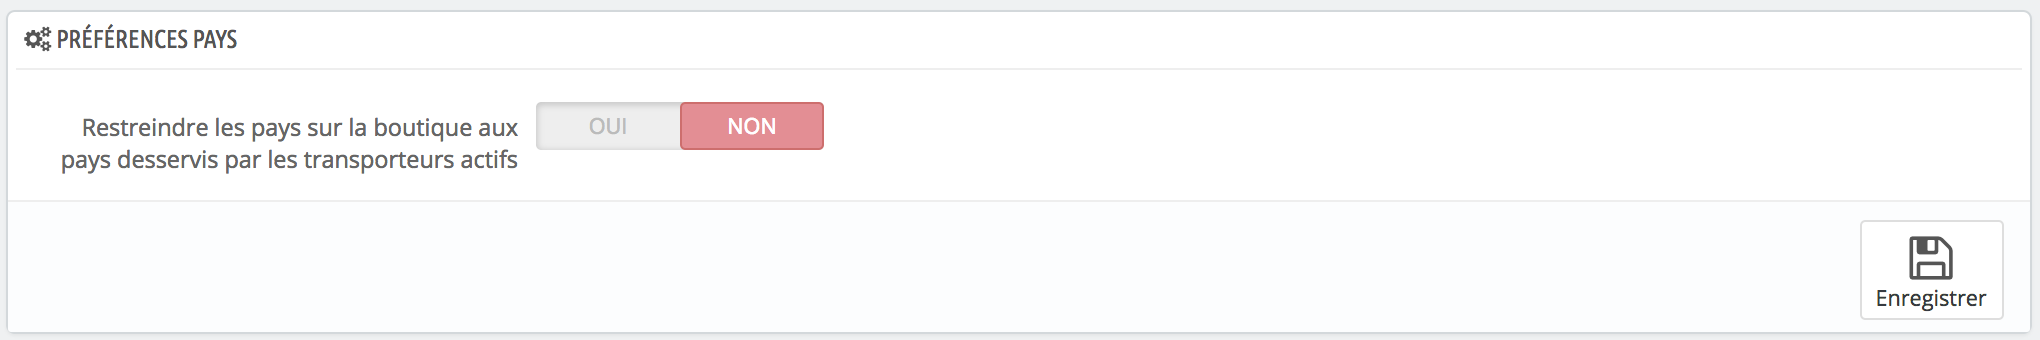 PRÉFÉRENCES PAYS
Restreindre les pays sur la boutique aux
pays desservis par les transporteurs actifs
OUI
NON
Enregistrer